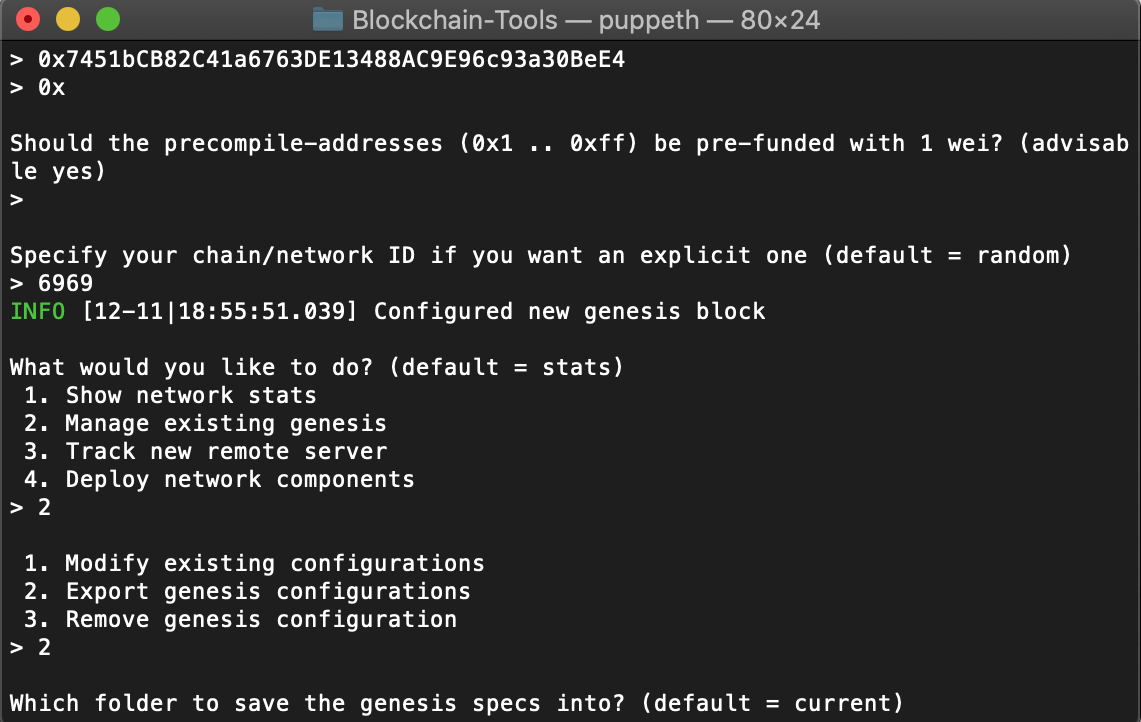 Blockchain-Tools — puppeth — 80×24
> 0x7451bCB82C41a6763DE13488AC9E96c93a30BeE4
> 0x
Should the precompile-addresses (0x1 .. 0xff) be pre-funded with 1 wei? (advisab
le yes)
>
Specify your chain/network ID if you want an explicit one (default = random)
> 6969
INFO [12-11|18:55:51.039] Configured new genesis block
What would you like to do? (default = stats)
1. Show network stats
2. Manage existing genesis
3. Track new remote server
4. Deploy network components
> 2
1. Modify existing configurations
2. Export genesis configurations
3. Remove genesis configuration
> 2
Which folder to save the genesis specs into? (default = current)